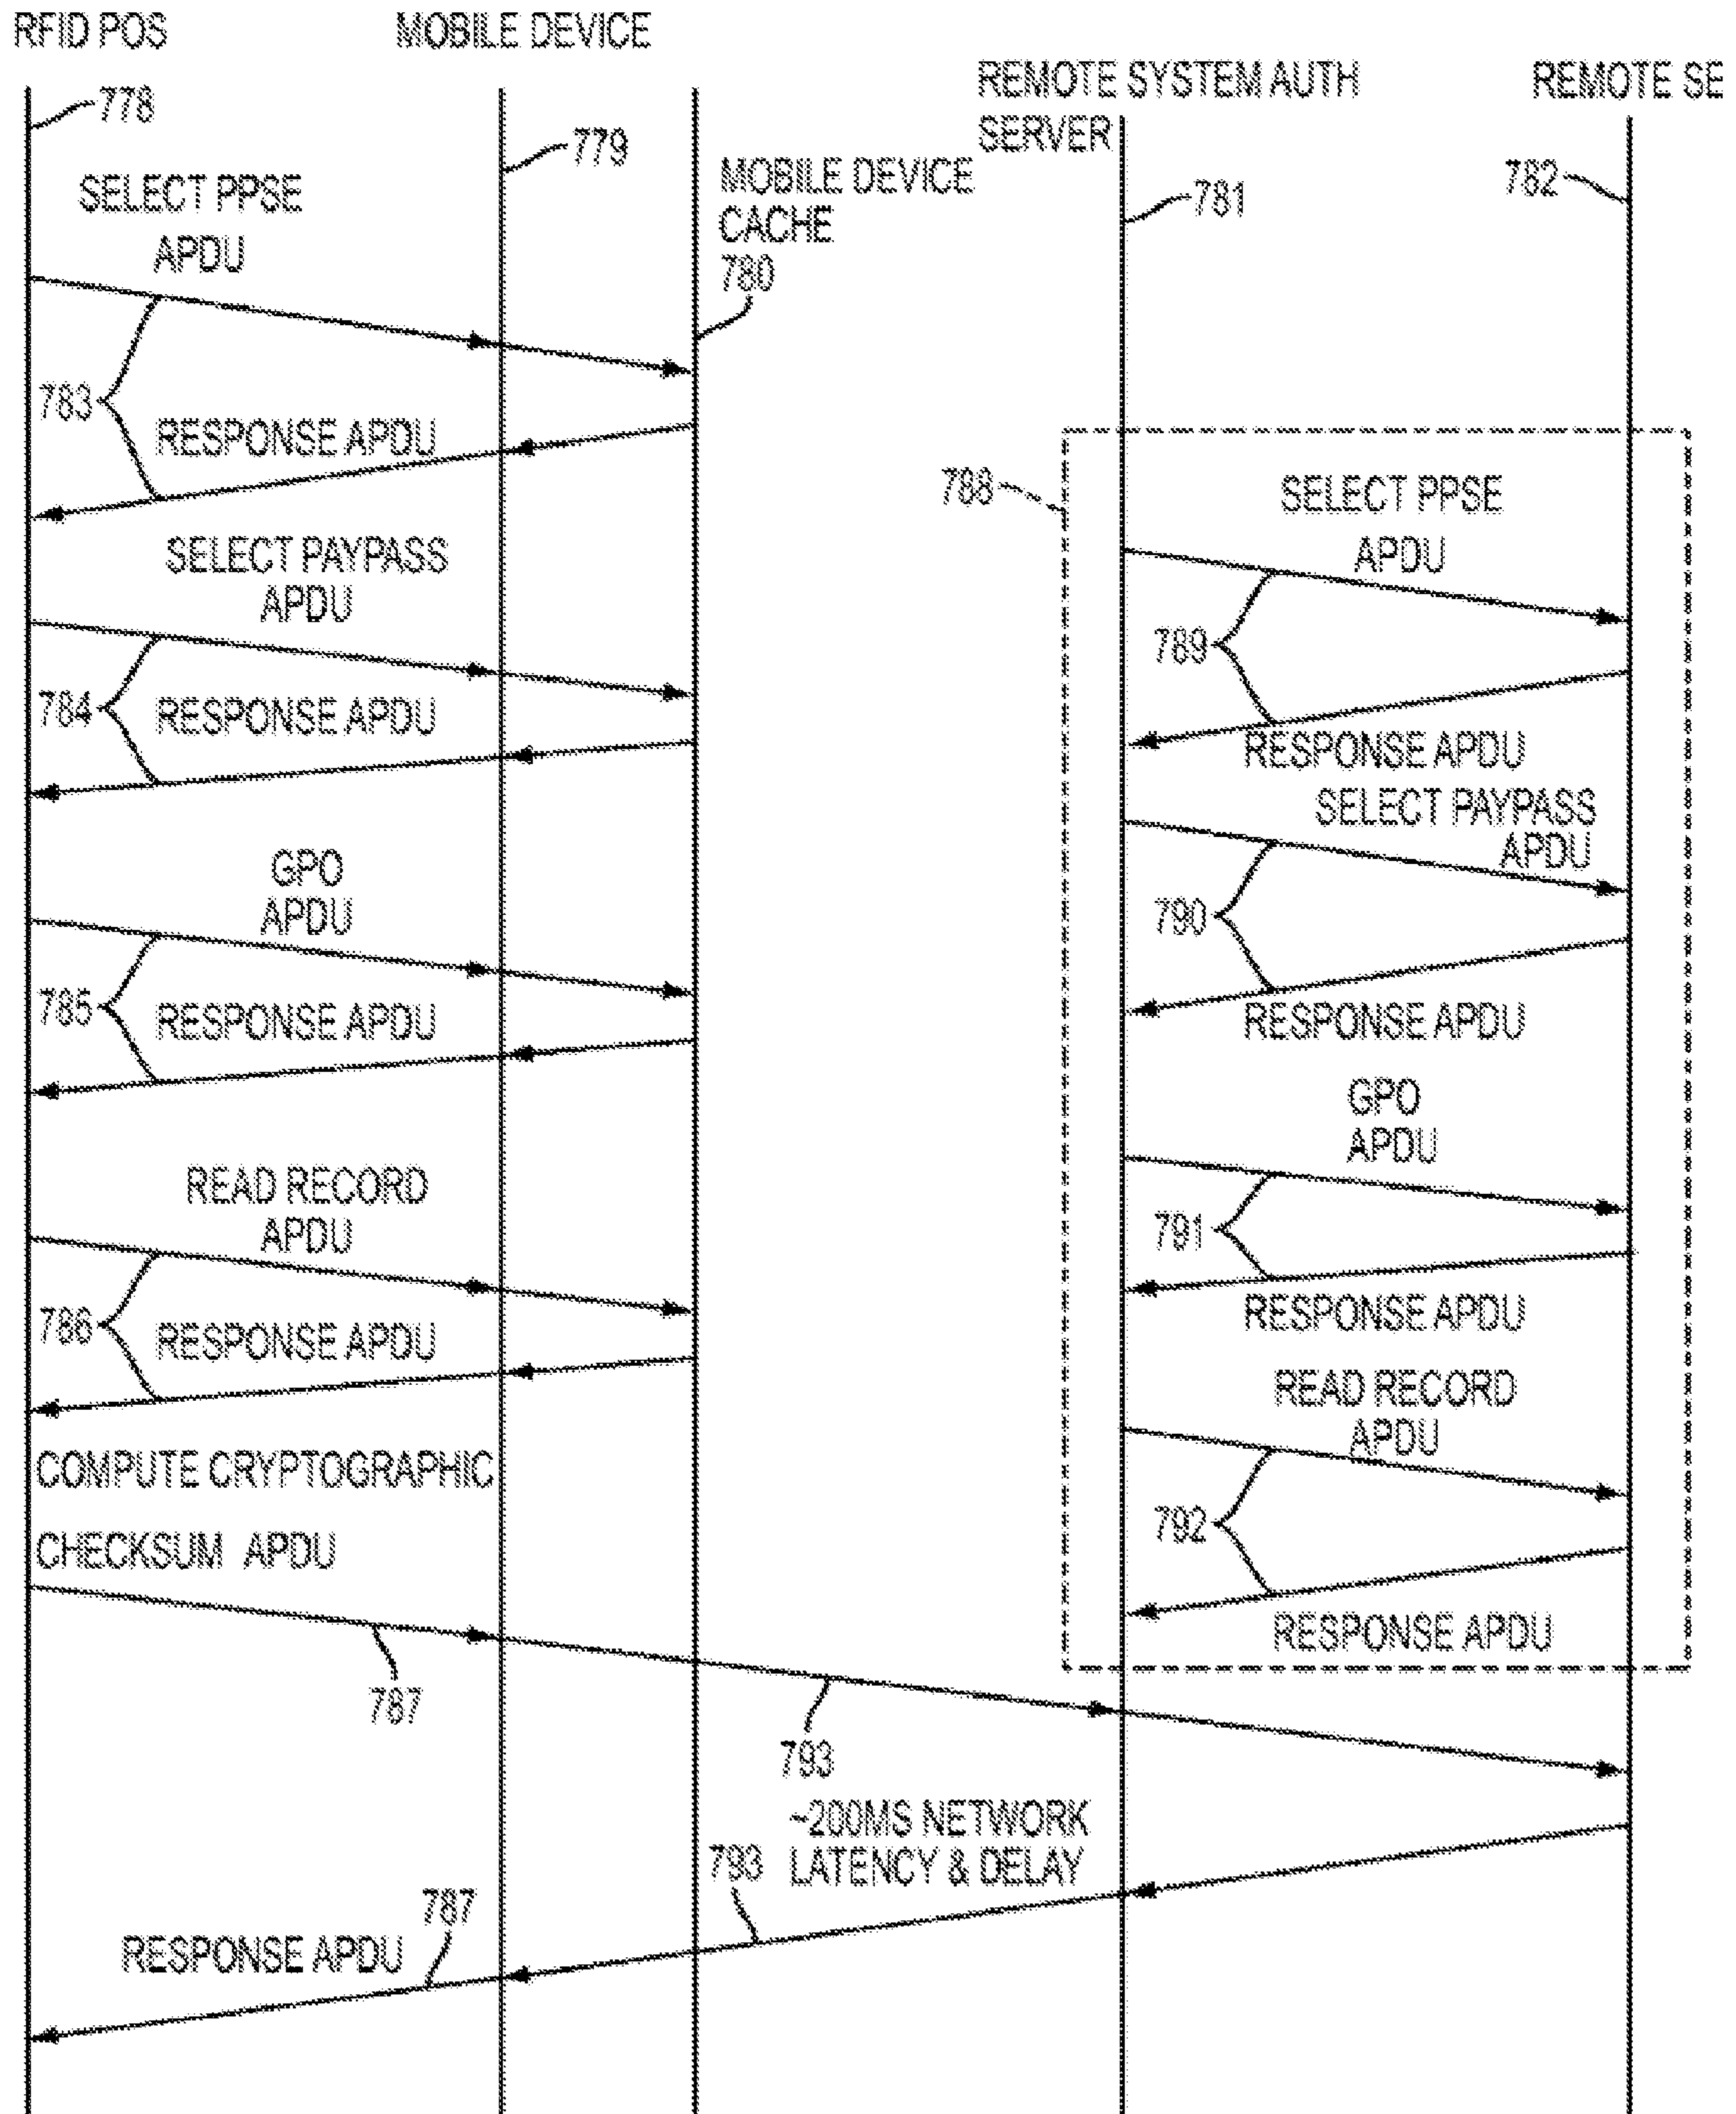 RFID POS
MOBILE DEVICE
REMOTE SYSTEM AUTH
SERVER
REMOTE SE
778
779
MOBILE DEVICE
CACHE
780
781
782
SELECT PPSE
APDU
783
RESPONSE APDU
SELECT PAYPASS
APDU
784
RESPONSE APDU
GPO
APDU
785
RESPONSE APDU
READ RECORD
APDU
786
RESPONSE APDU
COMPUTE CRYPTOGRAPHIC
CHECKSUM APDU
787
788
SELECT PPSE
APDU
789
RESPONSE APDU
SELECT PAYPASS
APDU
790
RESPONSE APDU
GPO
APDU
791
RESPONSE APDU
READ RECORD
APDU
792
RESPONSE APDU
793
~200MS NETWORK
LATENCY & DELAY
793
787
RESPONSE APDU